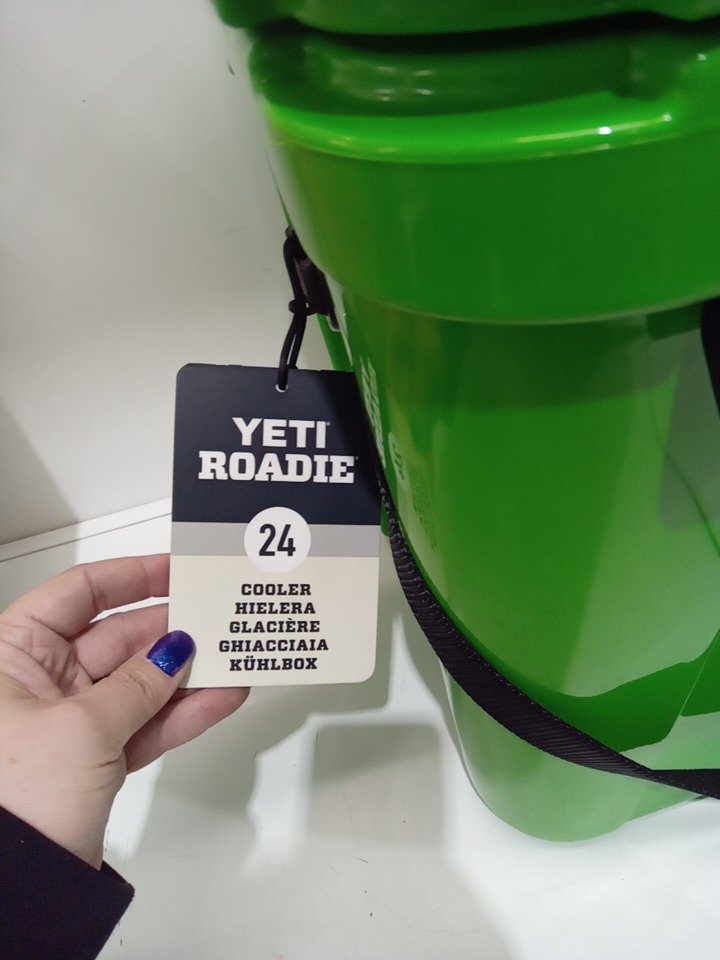 YETI
ROADIE
24
COOLER
HIELERA
GLACIÈRE
GHIACCIAIA
KÜHLBOX